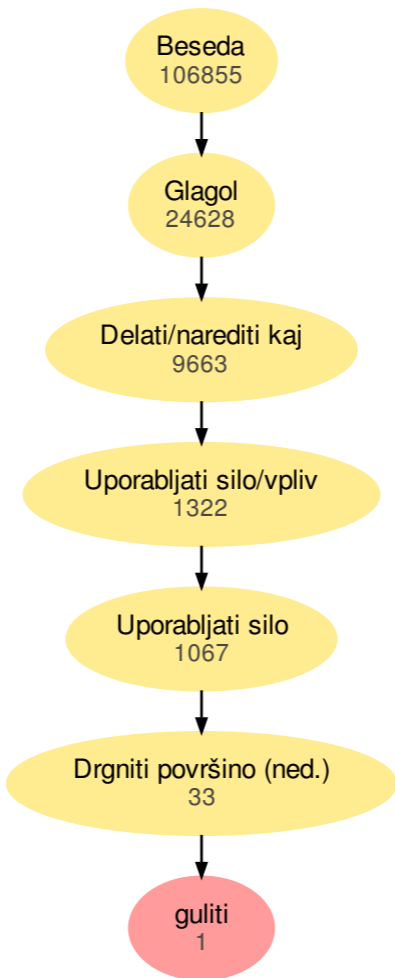 Beseda
106855
Glagol
24628
Delati/narediti kaj
9663
Uporabljati silo/vpliv
1322
Uporabljati silo
1067
Drgniti površino (ned.)
33
guliti
1